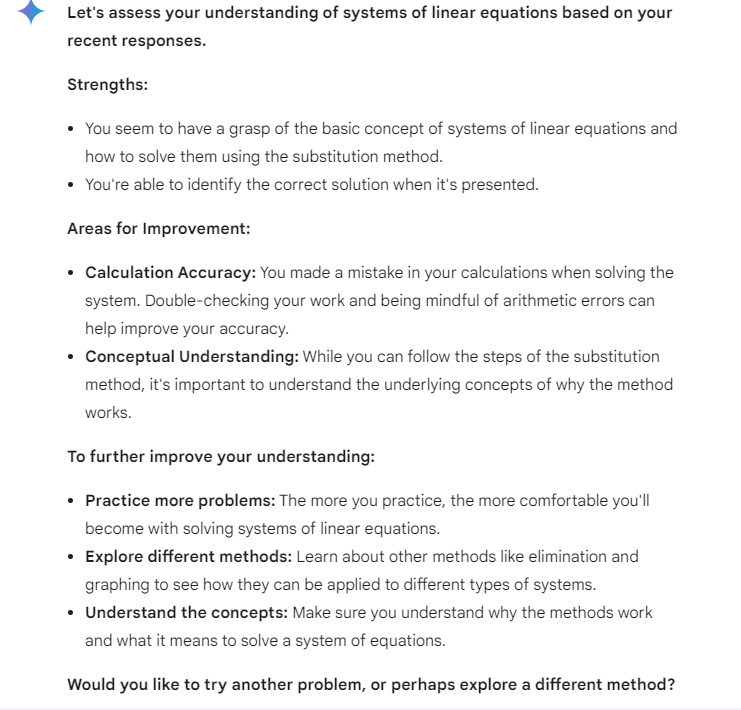 Let's assess your understanding of systems of linear equations based on your
recent responses.
Strengths:
• You seem to have a grasp of the basic concept of systems of linear equations and
how to solve them using the substitution method.
• You're able to identify the correct solution when it's presented.
Areas for Improvement:
• Calculation Accuracy: You made a mistake in your calculations when solving the
system. Double-checking your work and being mindful of arithmetic errors can
help improve your accuracy.
• Conceptual Understanding: While you can follow the steps of the substitution
method, it's important to understand the underlying concepts of why the method
works.
To further improve your understanding:
• Practice more problems: The more you practice, the more comfortable you'll
become with solving systems of linear equations.
• Explore different methods: Learn about other methods like elimination and
graphing to see how they can be applied to different types of systems.
• Understand the concepts: Make sure you understand why the methods work
and what it means to solve a system of equations.
Would you like to try another problem, or perhaps explore a different method?